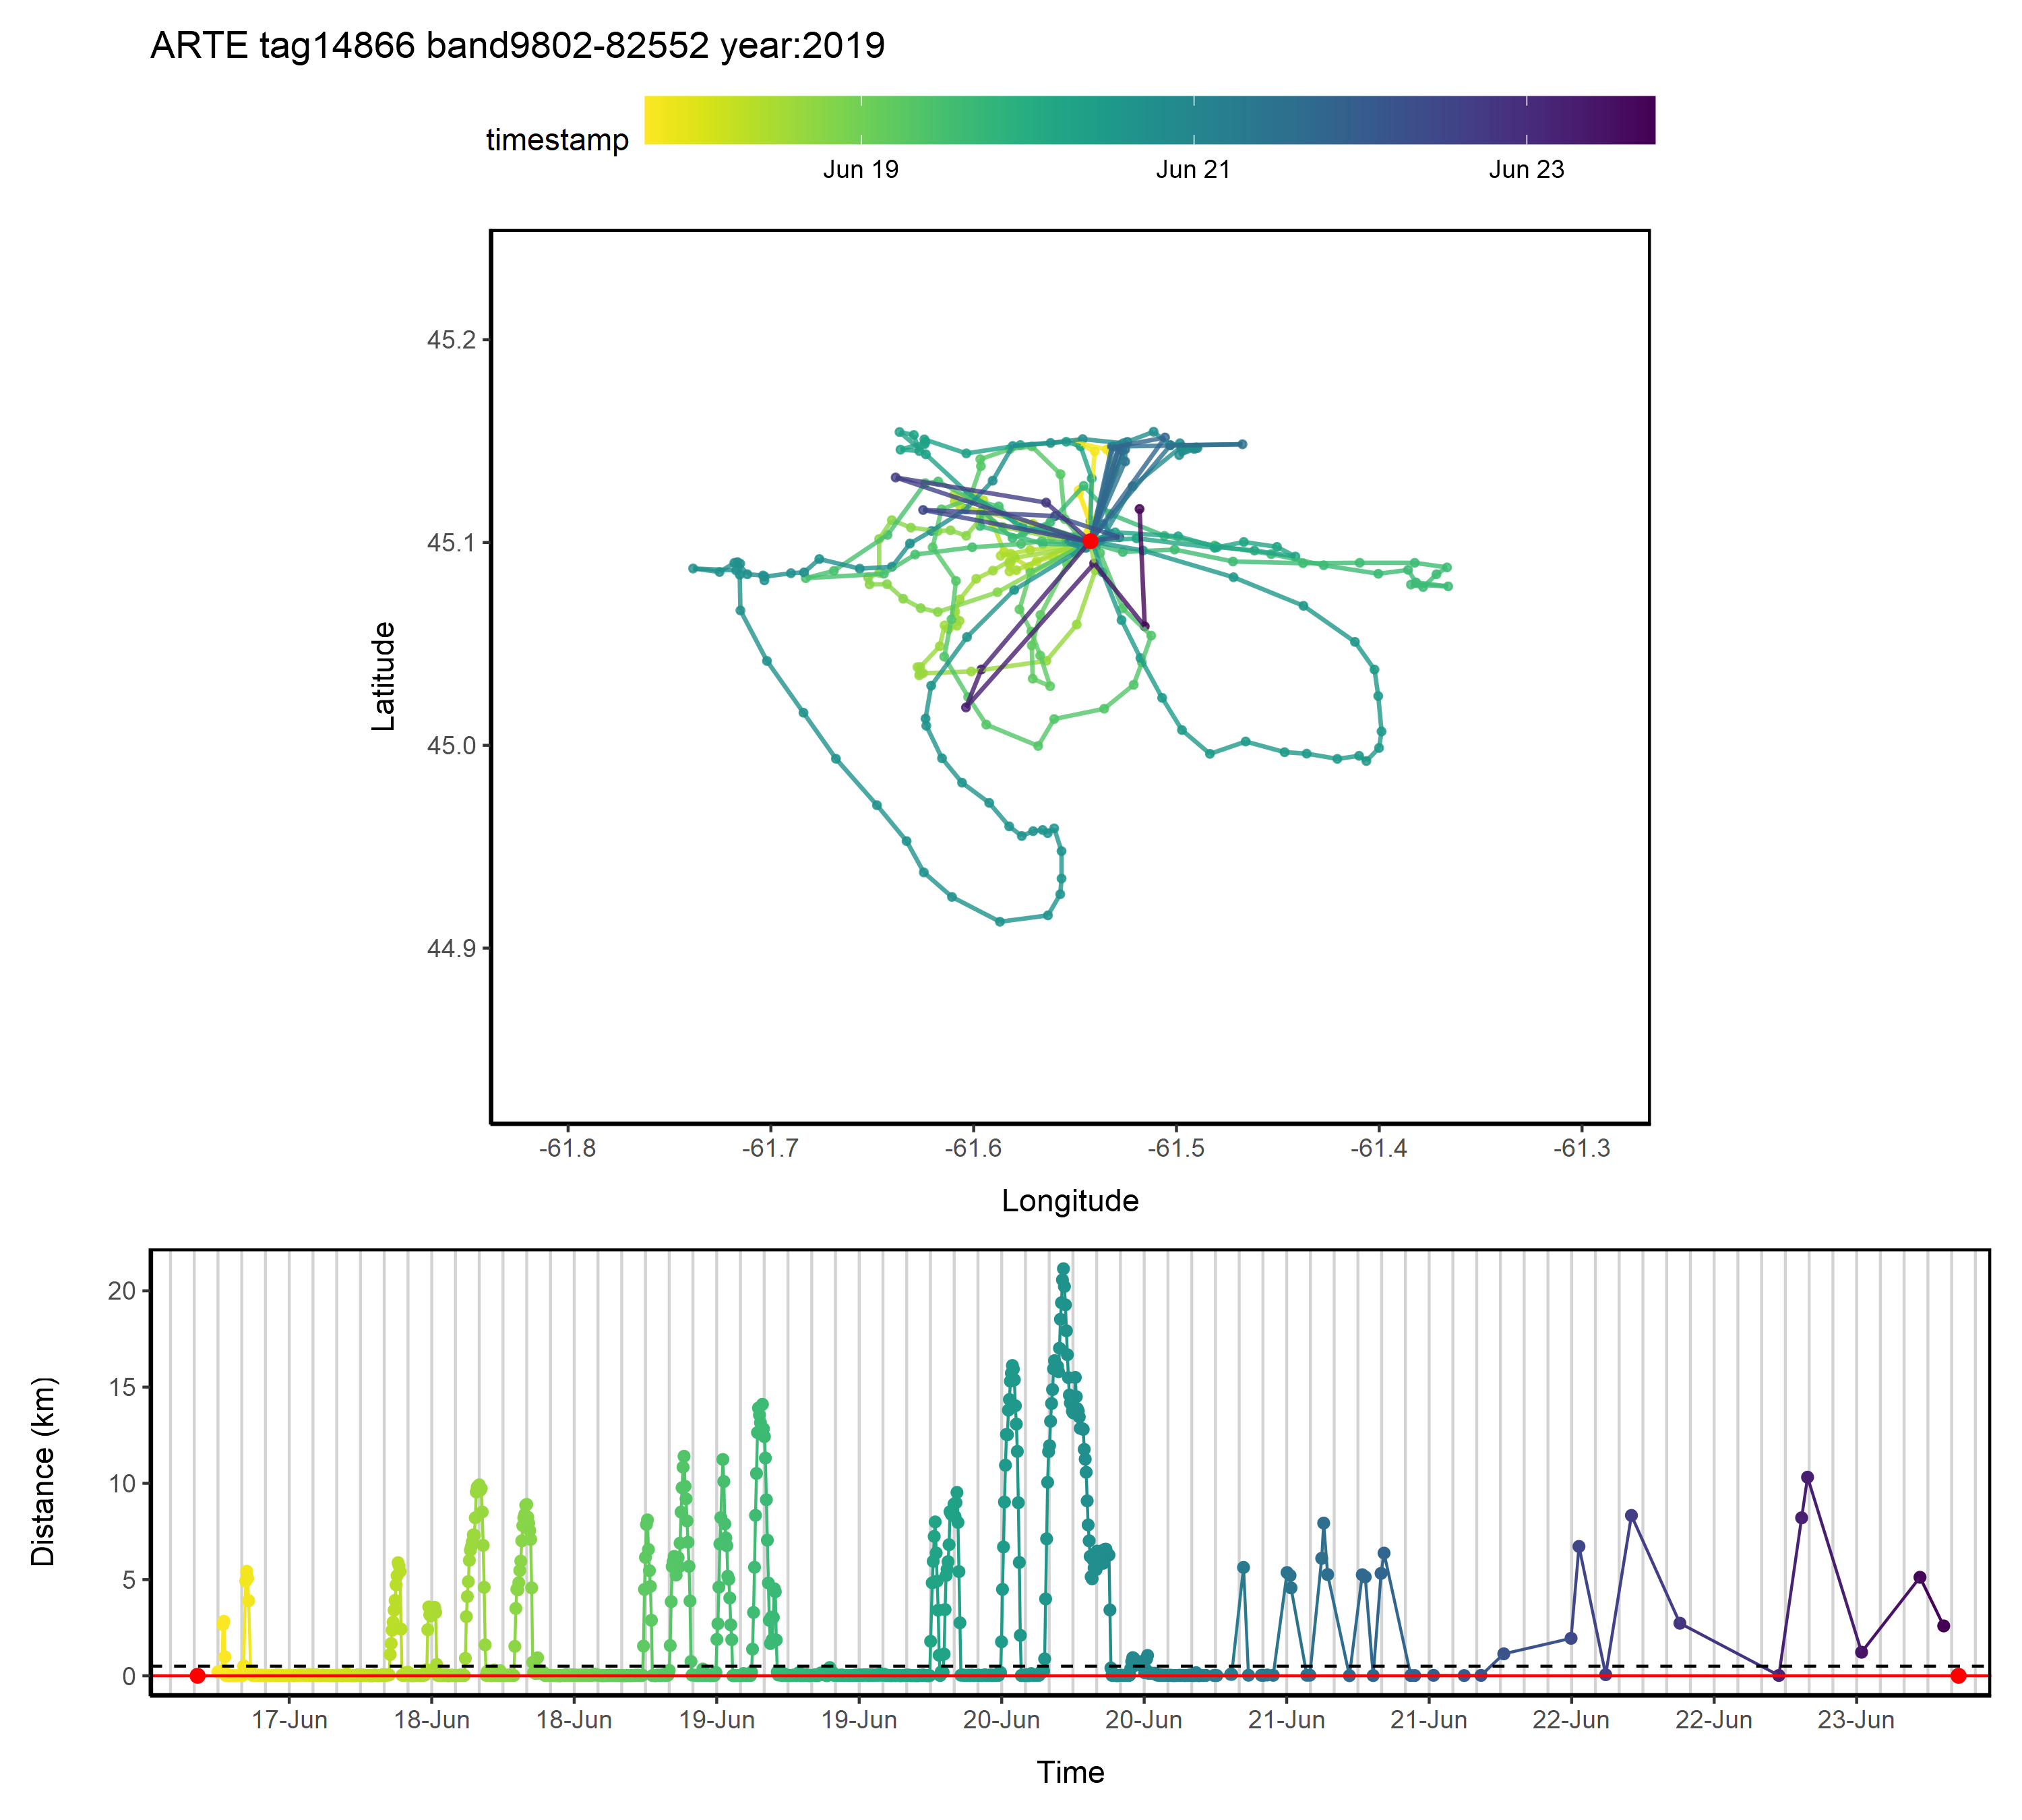 ARTE tag14866 band9802-82552 year:2019
timestamp
Jun 19 Jun 21 Jun 23
Latitude
45.2
45.1
45.0
44.9
-61.8 -61.7 -61.6 -61.5 -61.4 -61.3
Longitude
Distance (km)
20
15
10
5
0
17-Jun 18-Jun 18-Jun 19-Jun 19-Jun 20-Jun 20-Jun 21-Jun 21-Jun 22-Jun 22-Jun 23-Jun
Time